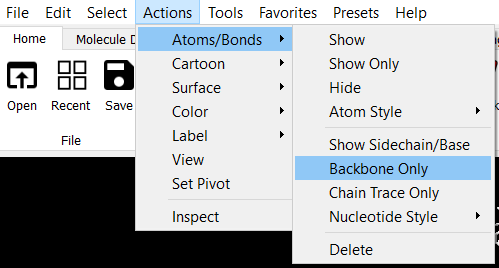 File Edit Select Actions Tools Favorites Presets Help
Home Molecule D
Open Recent Save
File
Atoms/Bonds
Cartoon
Surface
Color
Label
View
Set Pivot
Inspect
Show
Show Only
Hide
Atom Style
Show Sidechain/Base
Backbone Only
Chain Trace Only
Nucleotide Style
Delete